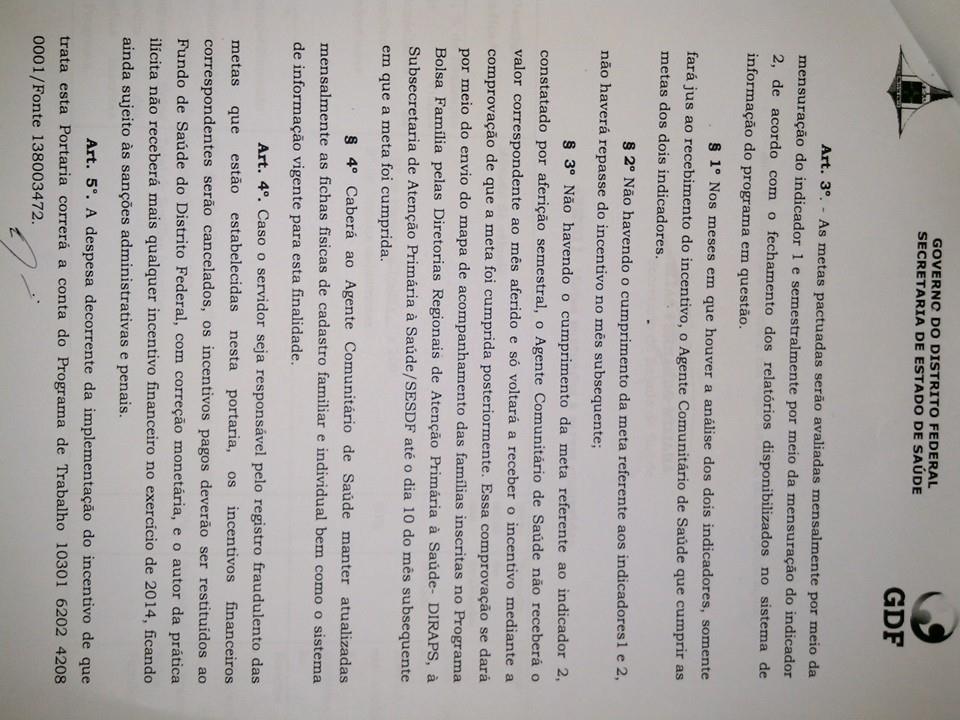 GOVERNO DO DISTRITO FEDERAL
SECRETARIA DE ESTADO DE SAÚDE
GDF
Art. 3º. - As metas pactuadas serão avaliadas mensalmente por meio da
mensuração do indicador 1 e semestralmente por meio da mensuração do indicador
2, de acordo com o fechamento dos relatórios disponibilizados no sistema de
informação do programa em questão.
§ 1º Nos meses em que houver a análise dos dois indicadores, somente
fará jus ao recebimento do incentivo, o Agente Comunitário de Saúde que cumprir as
metas dos dois indicadores.
§ 2º Não havendo o cumprimento da meta referente aos indicadores1 e 2,
não haverá repasse do incentivo no mês subsequente;
§ 3º Não havendo o cumprimento da meta referente ao indicador 2,
constatado por aferição semestral, o Agente Comunitário de Saúde não receberá o
valor correspondente ao mês aferido e só voltará a receber o incentivo mediante a
comprovação de que a meta foi cumprida posteriormente. Essa comprovação se dará
por meio do envio do mapa de acompanhamento das famílias inscritas no Programa
Bolsa Família pelas Diretorias Regionais de Atenção Primária à Saúde- DIRAPS, à
Subsecretaria de Atenção Primária à Saúde/SESDF até o dia 10 do mês subsequente
em que a meta foi cumprida.
§ 4º Caberá ao Agente Comunitário de Saúde manter atualizadas
mensalmente as fichas físicas de cadastro familiar e individual bem como o sistema
de informação vigente para esta finalidade.
Art. 4º. Caso o servidor seja responsável pelo registro fraudulento das
metas que estão estabelecidas nesta portaria, os incentivos financeiros
correspondentes serão cancelados, os incentivos pagos deverão ser restituídos ao
Fundo de Saúde do Distrito Federal, com correção monetária, e o autor da prática
ilícita não receberá mais qualquer incentivo financeiro no exercício de 2014, ficando
ainda sujeito às sanções administrativas e penais.
Art. 5º. A despesa decorrente da implementação do incentivo de que
trata esta Portaria correrá a conta do Programa de Trabalho 10301 6202 4208
0001/Fonte 138003472.